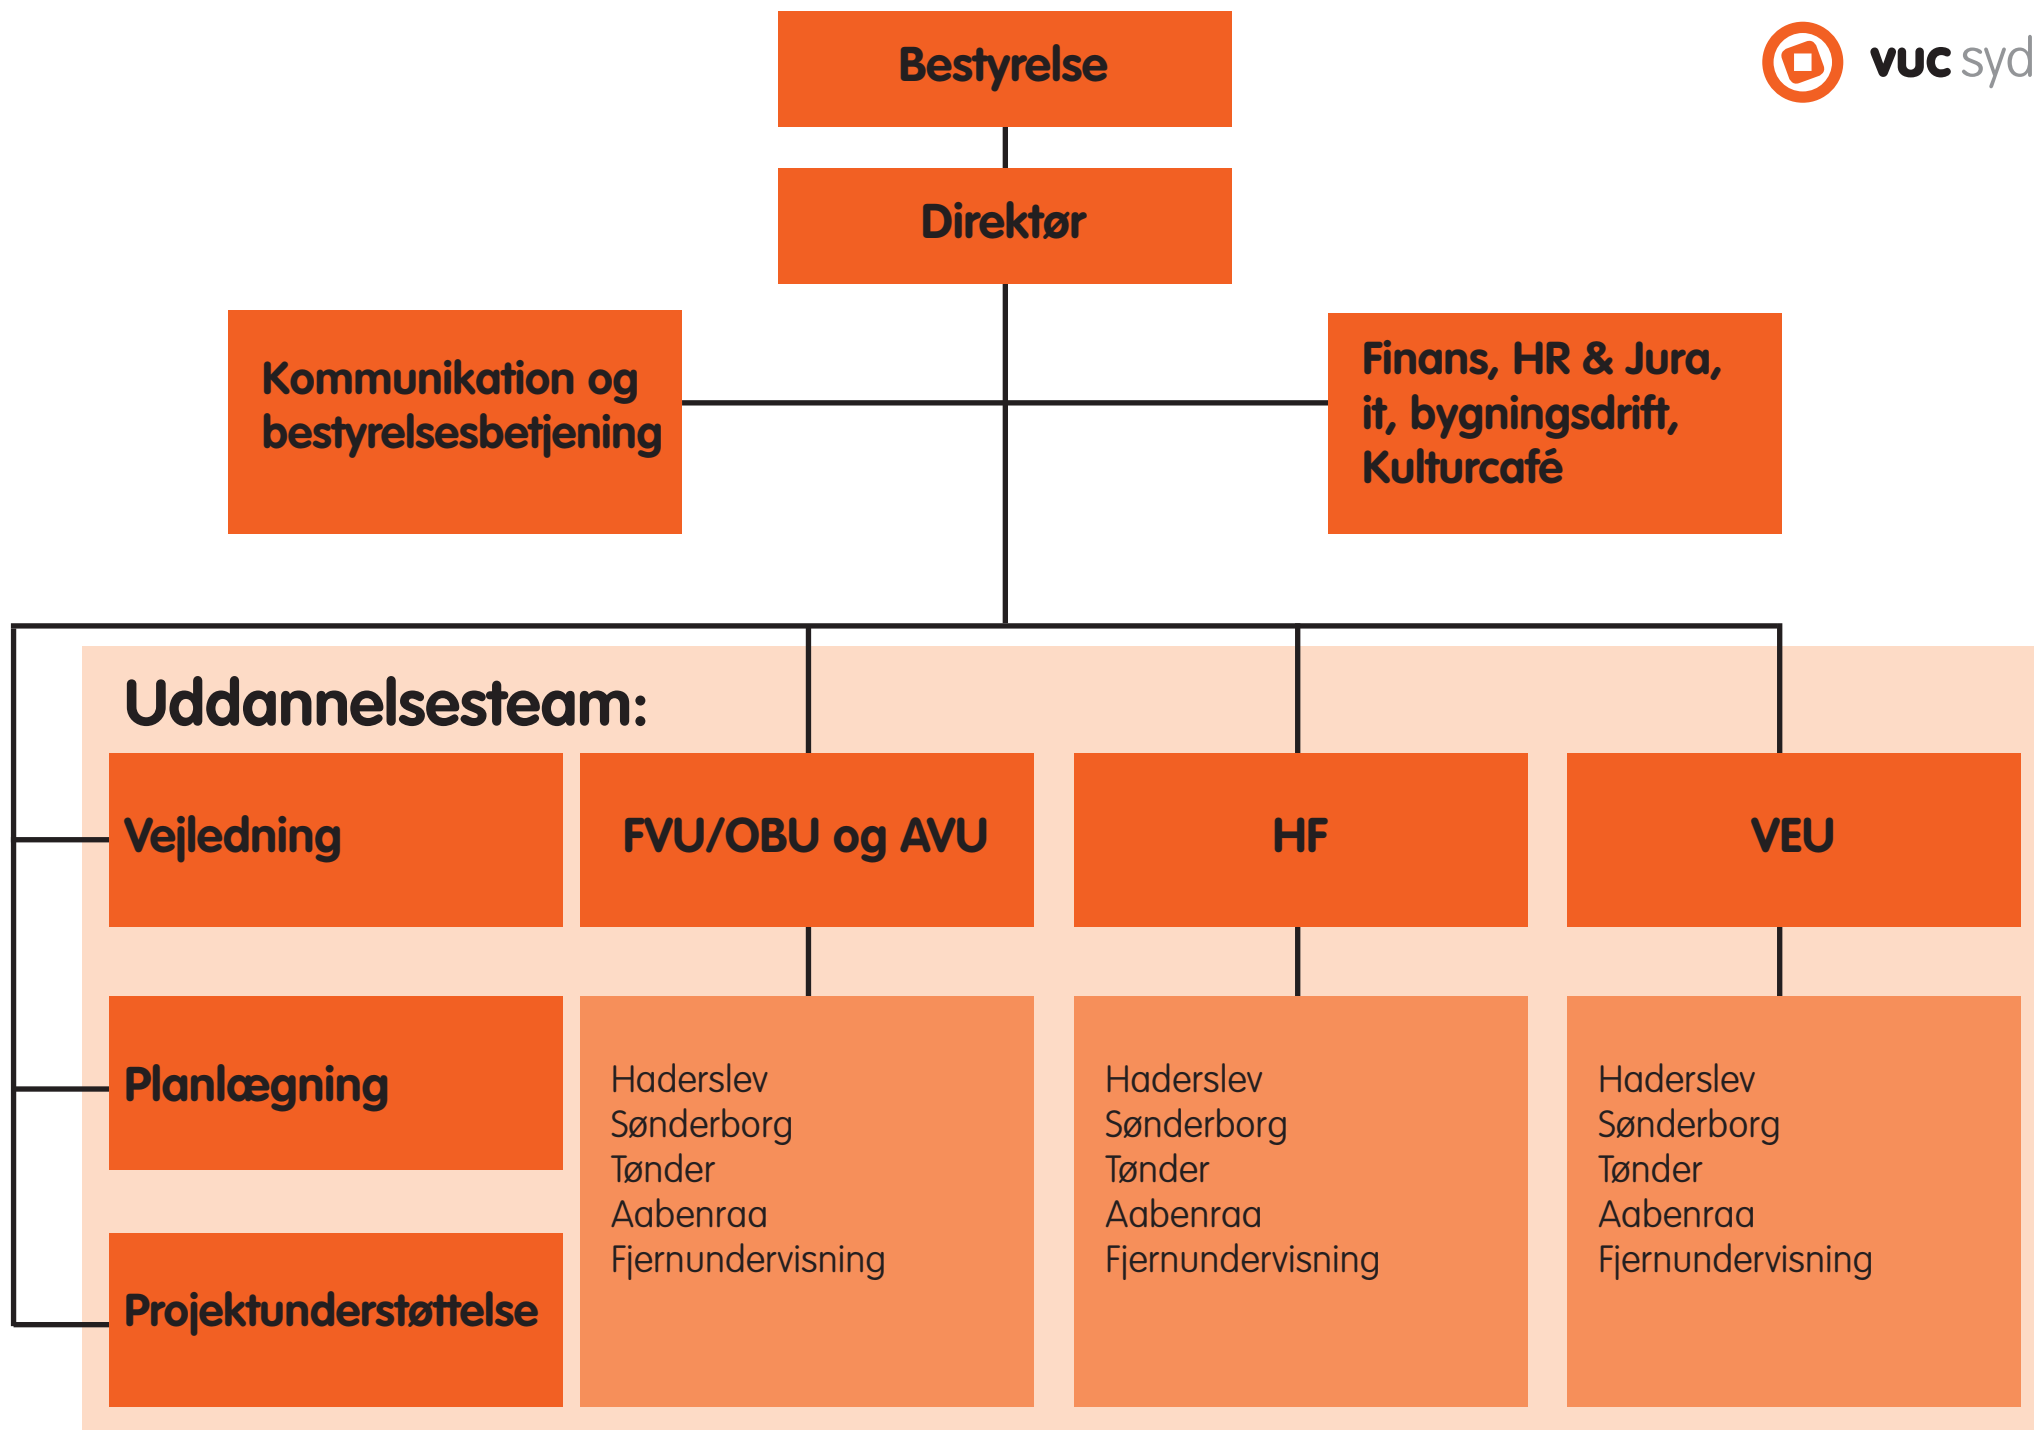 Bestyrelse
vuc syd
Direktør
Kommunikation og
bestyrelsesbetjening
Finans, HR & Jura,
it, bygningsdrift,
Kulturcafé
Uddannelsesteam:
Vejledning
FVU/OBU og AVU
HF
VEU
Planlægning
Projektunderstøttelse
Haderslev
Sønderborg
Tønder
Aabenraa
Fjernundervisning
Haderslev
Sønderborg
Tønder
Aabenraa
Fjernundervisning
Haderslev
Sønderborg
Tønder
Aabenraa
Fjernundervisning